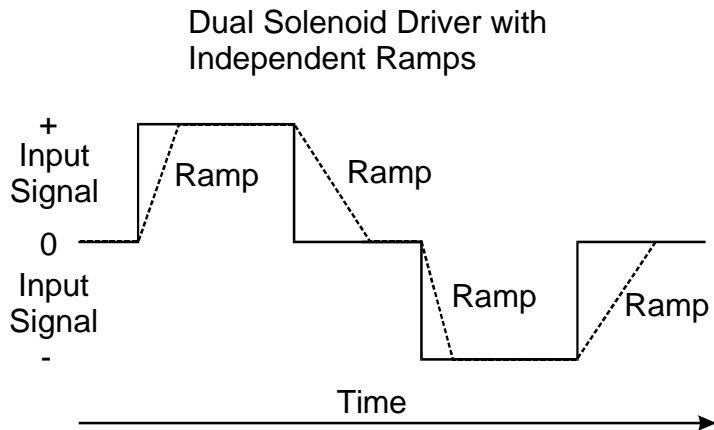 Dual Solenoid Driver with
Independent Ramps
+
Input
Signal
Ramp
Ramp
0
Input
Signal
-
Ramp
Ramp
Time